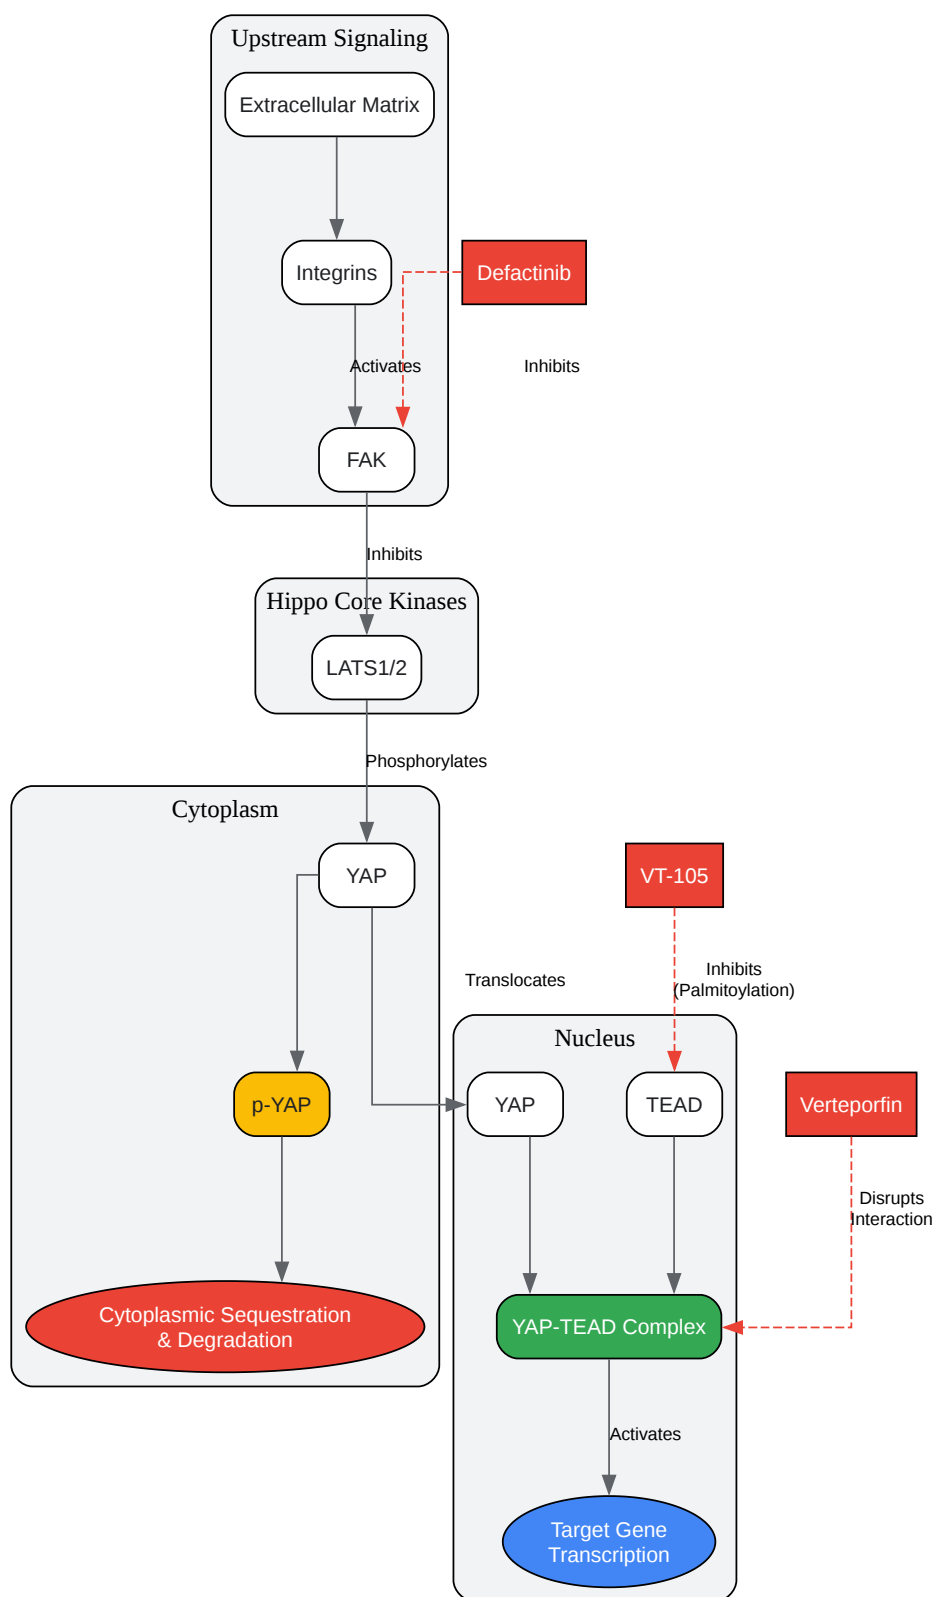 Upstream Signaling
Extracellular Matrix
Integrins
Defactinib
Activates
Inhibits
FAK
Inhibits
Hippo Core Kinases
LATS1/2
Phosphorylates
Cytoplasm
YAP
VT-105
Translocates
Inhibits
(Palmitoylation)
Nucleus
p-YAP
YAP
TEAD
Verteporfin
Disrupts
Interaction
Cytoplasmic Sequestration
& Degradation
YAP-TEAD Complex
Activates
Target Gene
Transcription